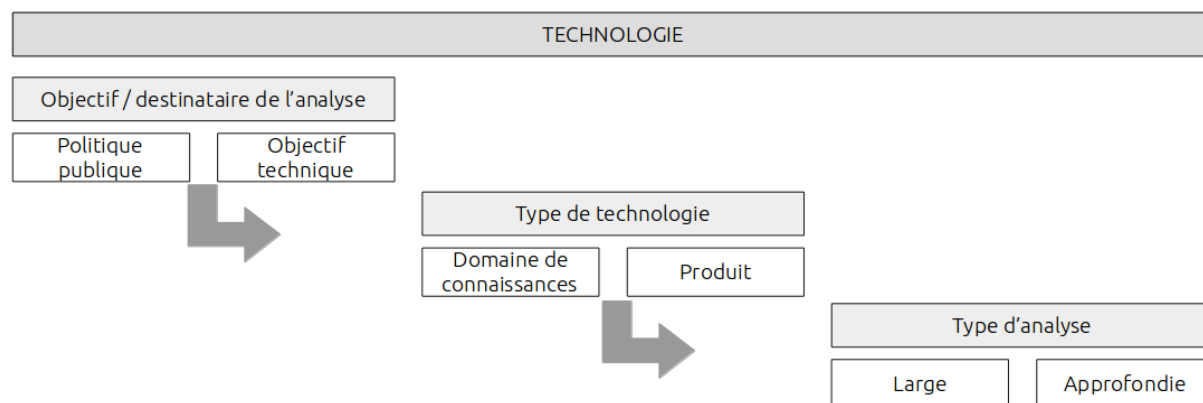 TECHNOLOGIE
Objectif / destinataire de l’analyse
Politique
publique
Objectif
technique
Type de technologie
Domaine de
connaissances
Produit
Type d’analyse
Large
Approfondie